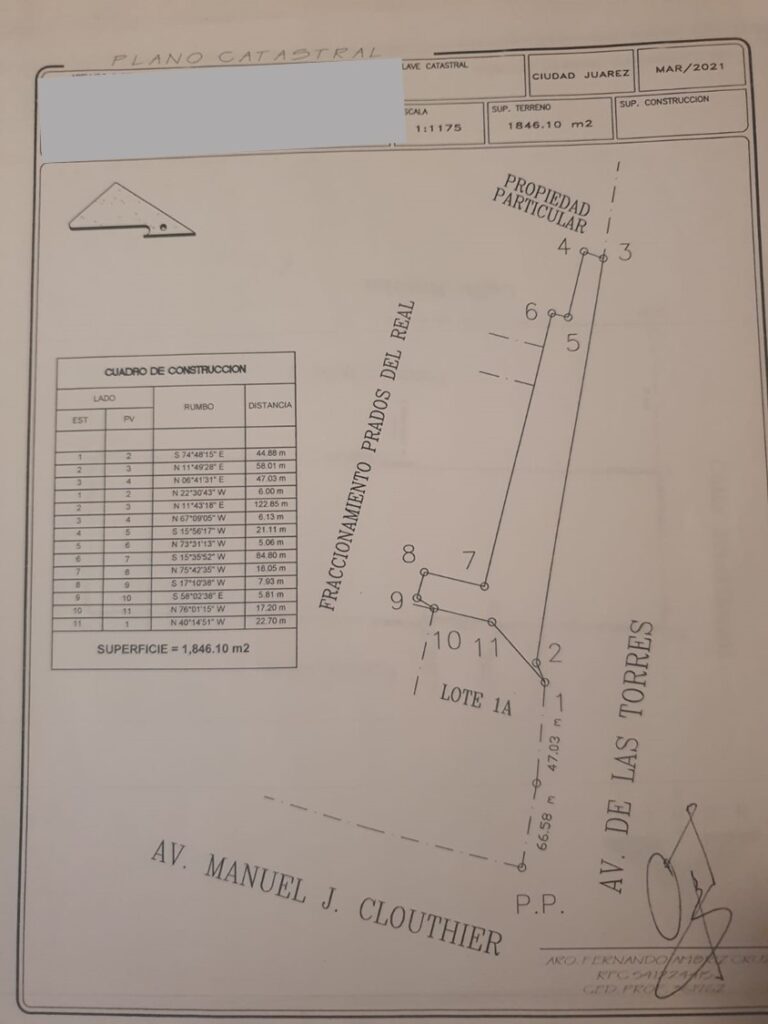 PLANO CATASTRAL
LAVE CATASTRAL
CIUDAD JUAREZ
MAR/2021
SCALA
1:1175
SUP. TERRENO
1846.10 m2
SUP. CONSTRUCCION
PROPIEDAD
PARTICULAR
4
3
6
5
FRACCIONAMIENTO PRADOS DEL REAL
CUADRO DE CONSTRUCCION
LADO RUMBO DISTANCIA
EST PV
1 2 S 74°48'15" E 44.88 m
2 3 N 11°49'28" E 58.01 m
3 4 N 06°41'31" E 47.03 m
1 2 N 22°30'43" W 6.00 m
2 3 N 11°43'18" E 122.85 m
3 4 N 67°09'05" W 6.13 m
4 5 S 15°56'17" W 21.11 m
5 6 N 73°31'13" W 5.06 m
6 7 S 15°35'52" W 84.80 m
7 8 N 75°42'35" W 18.05 m
8 9 S 17°10'38" W 7.93 m
9 10 S 58°02'38" E 5.81 m
10 11 N 76°01'15" W 17.20 m
11 1 N 40°14'51" W 22.70 m
SUPERFICIE = 1,846.10 m2
8
7
9
10
11
2
1
LOTE 1A
47.03 E
66.58 E
AV. DE LAS TORRES
AV. MANUEL J. CLOUTHIER
P.P.
ARQ. FERNANDO
RFC
CED. PROF.